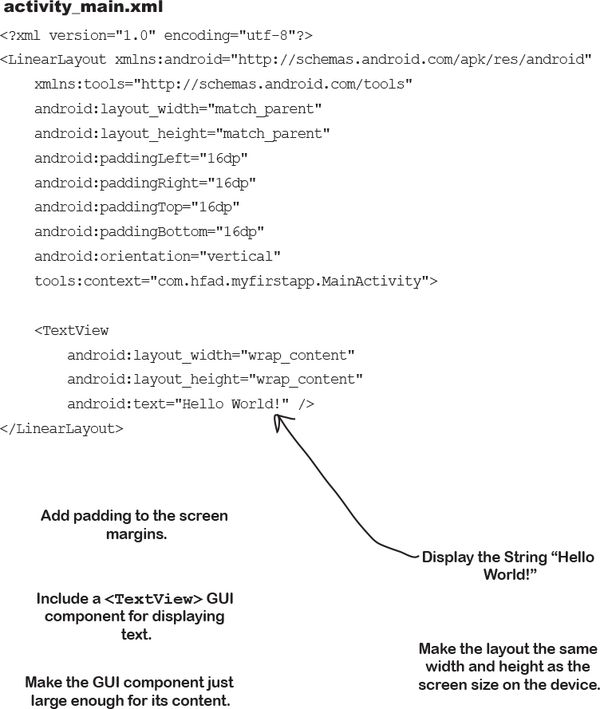 activity_main.xml
<?xml version="1.0" encoding="utf-8"?>
<LinearLayout xmlns:android="http://schemas.android.com/apk/res/android"
xmlns:tools="http://schemas.android.com/tools"
android:layout_width="match_parent"
android:layout_height="match_parent"
android:paddingLeft="16dp"
android:paddingRight="16dp"
android:paddingTop="16dp"
android:paddingBottom="16dp"
android:orientation="vertical"
tools:context="com.hfad.myfirstapp.MainActivity">
<TextView
android:layout_width="wrap_content"
android:layout_height="wrap_content"
android:text="Hello World!" />
</LinearLayout>
Add padding to the screen
margins.
Display the String “Hello
World!”
Include a <TextView> GUI
component for displaying
text.
Make the layout the same
width and height as the
screen size on the device.
Make the GUI component just
large enough for its content.